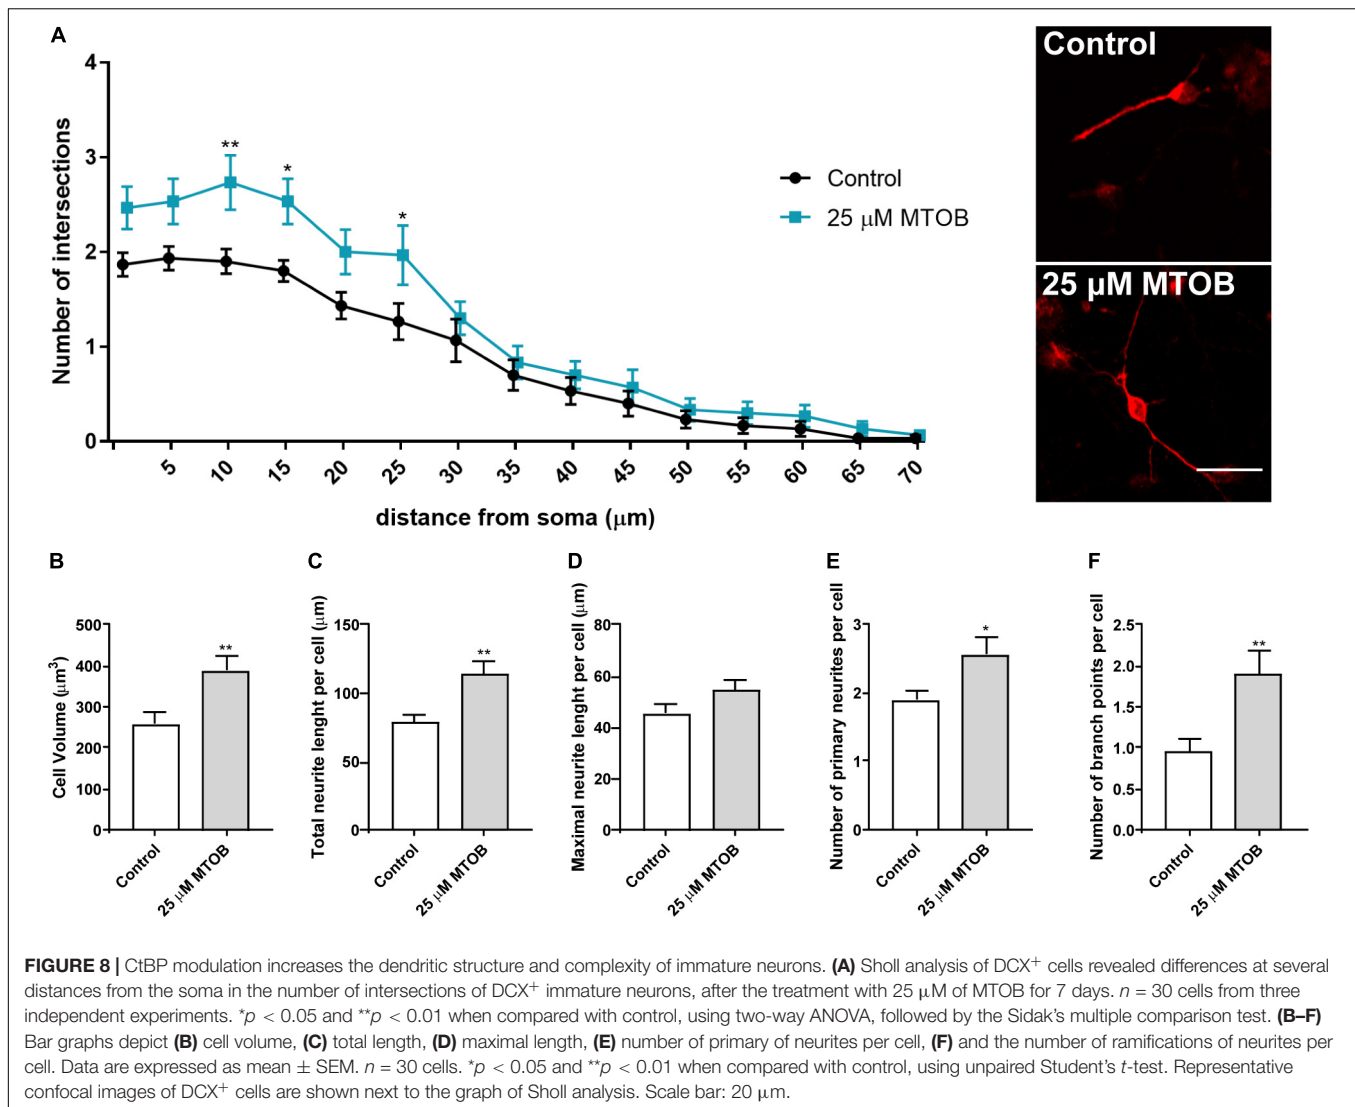 A
4
3
2
1
0
Number of intersections
**
*
*
Control
25 μM MTOB
5 10 15 20 25 30 35 40 45 50 55 60 65 70
distance from soma (μm)
Control
25 μM MTOB
B
500
400
300
200
100
0
Cell Volume (μm³)
**
Control
25 μM MTOB
C
150
100
50
0
Total neurite lenght per cell (μm)
**
Control
25 μM MTOB
D
80
60
40
20
0
Maximal neurite lenght per cell (μm)
Control
25 μM MTOB
E
3
2
1
0
Number of primary neurites per cell
*
Control
25 μM MTOB
F
2.5
2.0
1.5
1.0
0.5
0.0
Number of branch points per cell
**
Control
25 μM MTOB
FIGURE 8 | CtBP modulation increases the dendritic structure and complexity of immature neurons. (A) Sholl analysis of DCX⁺ cells revealed differences at several
distances from the soma in the number of intersections of DCX⁺ immature neurons, after the treatment with 25 μM of MTOB for 7 days. n = 30 cells from three
independent experiments. *p < 0.05 and **p < 0.01 when compared with control, using two-way ANOVA, followed by the Sidak's multiple comparison test. (B–F)
Bar graphs depict (B) cell volume, (C) total length, (D) maximal length, (E) number of primary of neurites per cell, (F) and the number of ramifications of neurites per
cell. Data are expressed as mean ± SEM. n = 30 cells. *p < 0.05 and **p < 0.01 when compared with control, using unpaired Student's t-test. Representative
confocal images of DCX⁺ cells are shown next to the graph of Sholl analysis. Scale bar: 20 μm.